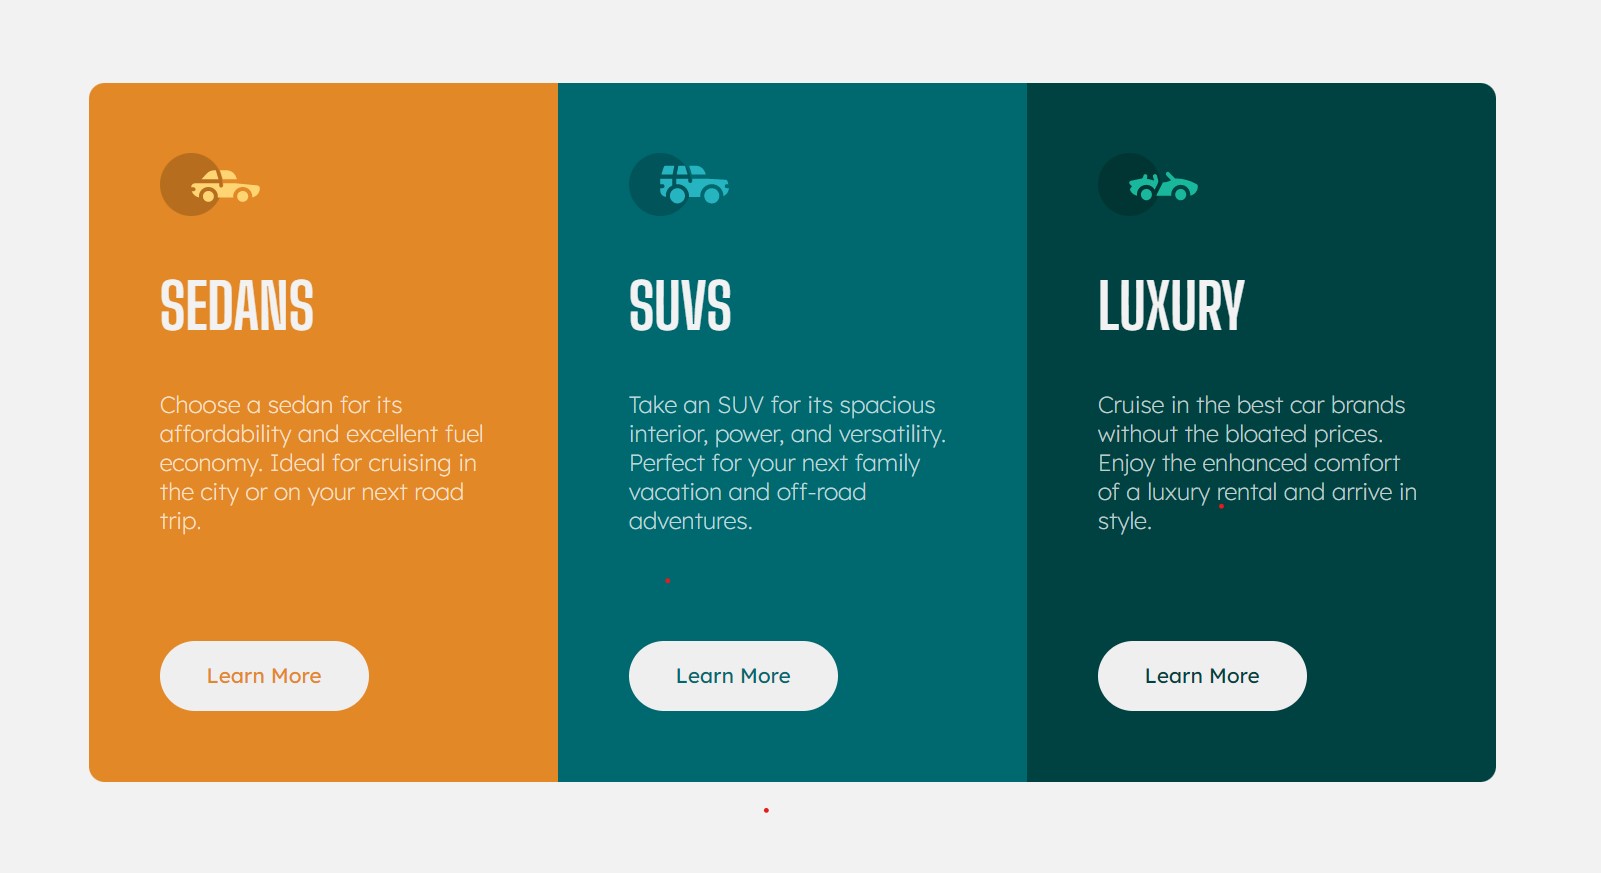 SEDANS
Choose a sedan for its
affordability and excellent fuel
economy. Ideal for cruising in
the city or on your next road
trip.
Learn More
SUVS
Take an SUV for its spacious
interior, power, and versatility.
Perfect for your next family
vacation and off-road
adventures.
Learn More
LUXURY
Cruise in the best car brands
without the bloated prices.
Enjoy the enhanced comfort
of a luxury rental and arrive in
style.
Learn More